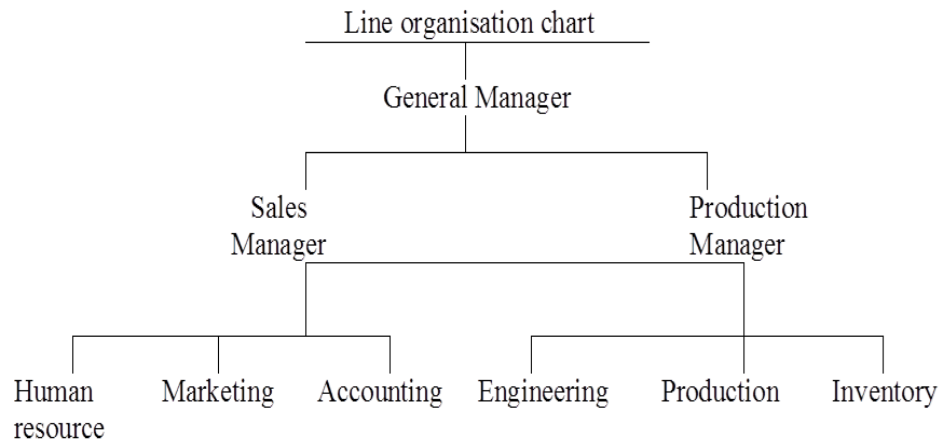 Line organisation chart
General Manager
Sales
Manager
Production
Manager
Human
resource
Marketing
Accounting
Engineering
Production
Inventory